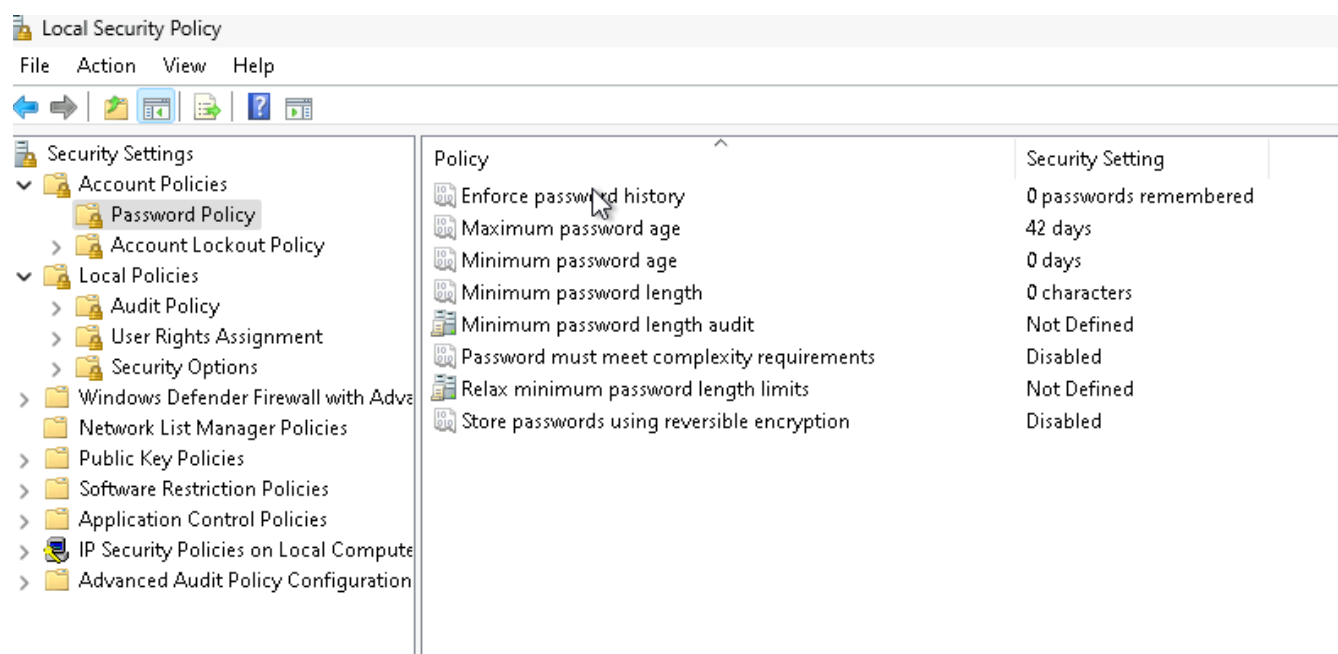 Local Security Policy
File Action View Help
Security Settings
Account Policies
Password Policy
Account Lockout Policy
Local Policies
Audit Policy
User Rights Assignment
Security Options
Windows Defender Firewall with Adva
Network List Manager Policies
Public Key Policies
Software Restriction Policies
Application Control Policies
IP Security Policies on Local Compute
Advanced Audit Policy Configuration
Policy Security Setting
Enforce password history 0 passwords remembered
Maximum password age 42 days
Minimum password age 0 days
Minimum password length 0 characters
Minimum password length audit Not Defined
Password must meet complexity requirements Disabled
Relax minimum password length limits Not Defined
Store passwords using reversible encryption Disabled